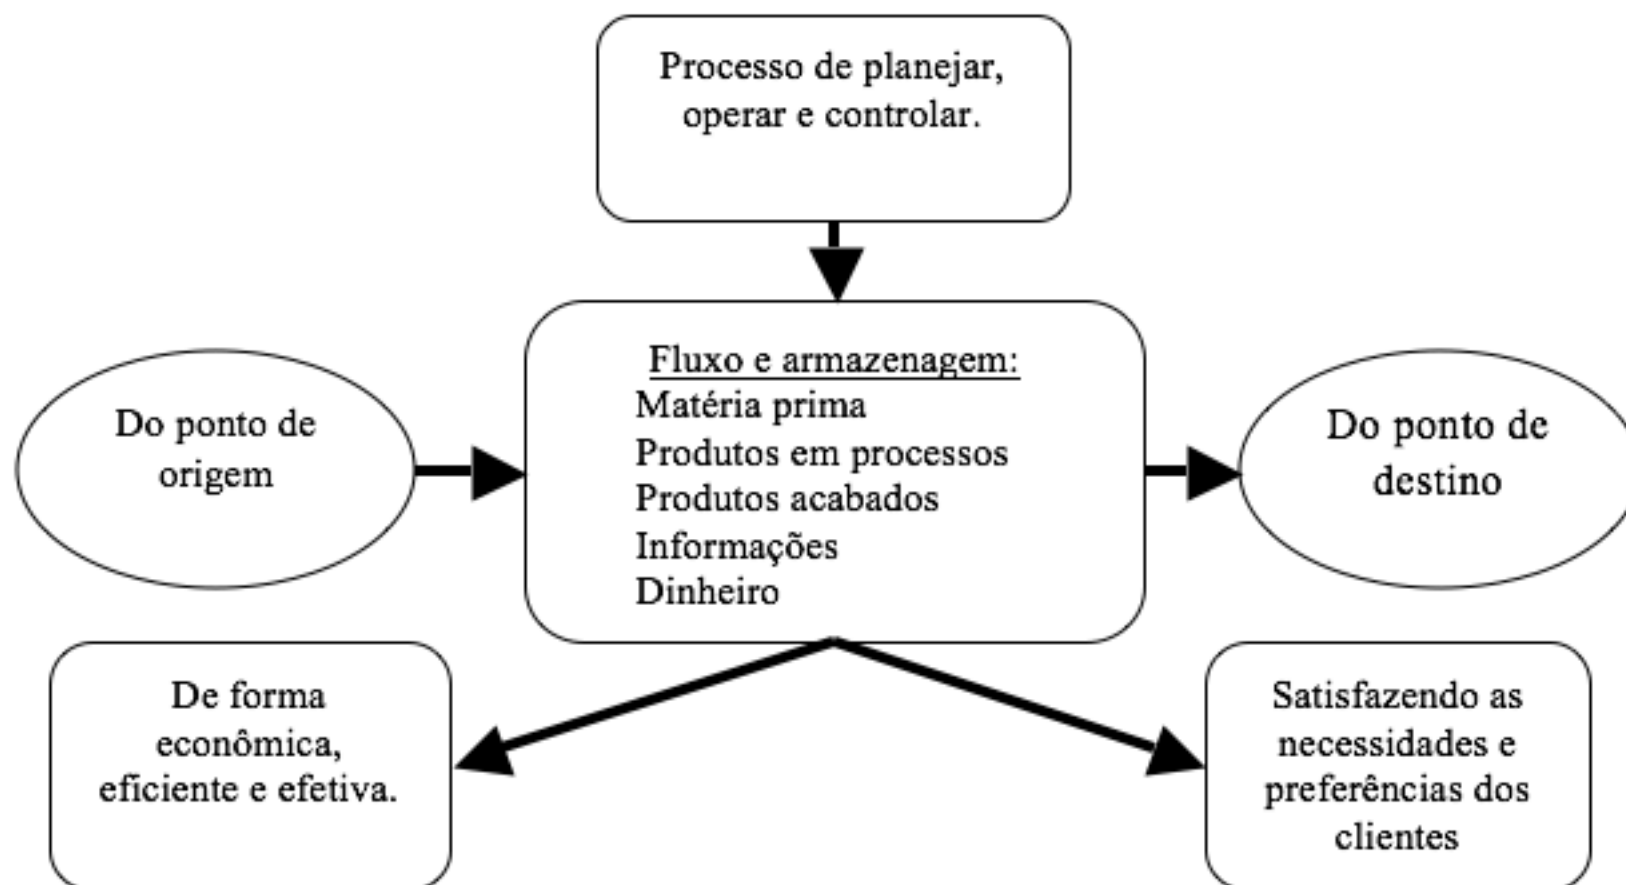 Processo de planejar,
operar e controlar.
Fluxo e armazenagem:
Matéria prima
Produtos em processos
Produtos acabados
Informações
Dinheiro
Do ponto de
origem
Do ponto de
destino
De forma
econômica,
eficiente e efetiva.
Satisfazendo as
necessidades e
preferências dos
clientes